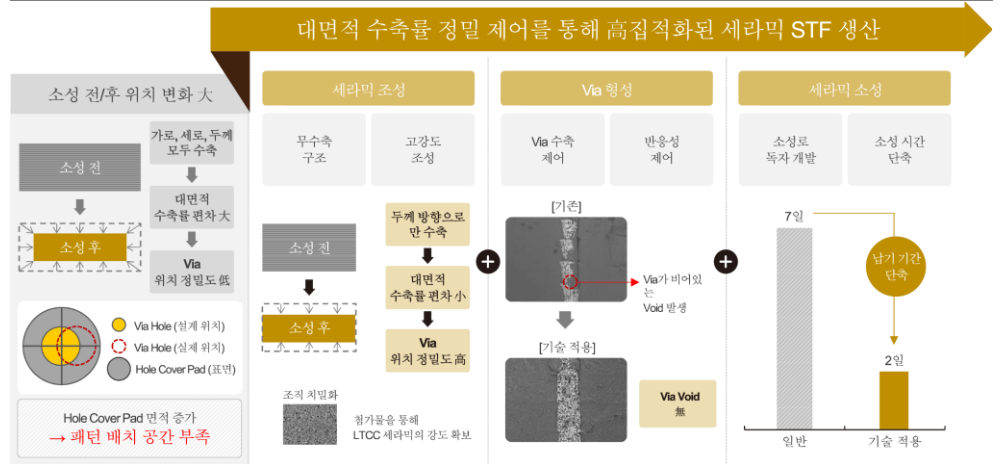 대면적 수축률 정밀 제어를 통해 高집적화된 세라믹 STF 생산
소성 전/후 위치 변화 大
소성 전
소성 후
가로, 세로, 두께
모두 수축
대면적
수축률 편차 大
Via
위치 정밀도 低
Via Hole (설계 위치)
Via Hole (실제 위치)
Hole Cover Pad (표면)
Hole Cover Pad 면적 증가
→ 패턴 배치 공간 부족
세라믹 조성
무수축
구조
고강도
조성
소성 전
소성 후
두께 방향으로
만 수축
대면적
수축률 편차 小
Via
위치 정밀도 高
조직 치밀화
첨가물을 통해
LTCC 세라믹의 강도 확보
Via 형성
Via 수축
제어
반응성
제어
[기존]
Via가 비어있
는
Void 발생
[기술 적용]
Via Void
無
세라믹 소성
소성로
독자 개발
소성 시간
단축
7일
납기 기간
단축
2일
일반
기술 적용